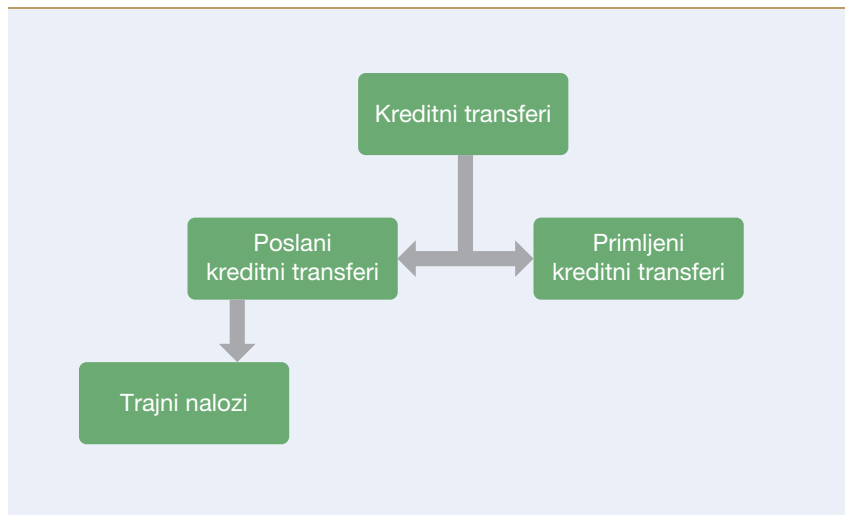 Kreditni transferi
Poslani
kreditni transferi
Primljeni
kreditni transferi
Trajni nalozi